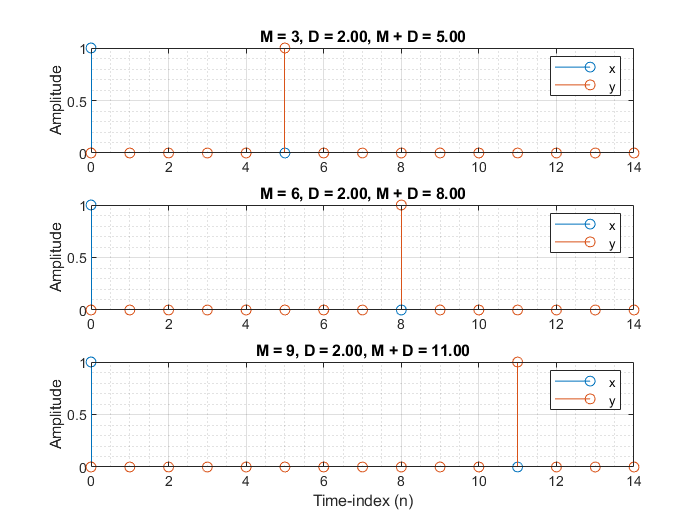 M = 3, D = 2.00, M + D = 5.00
Amplitude
1
0.5
0
x
y
0 2 4 6 8 10 12 14
M = 6, D = 2.00, M + D = 8.00
Amplitude
1
0.5
0
x
y
0 2 4 6 8 10 12 14
M = 9, D = 2.00, M + D = 11.00
Amplitude
1
0.5
0
x
y
0 2 4 6 8 10 12 14
Time-index (n)